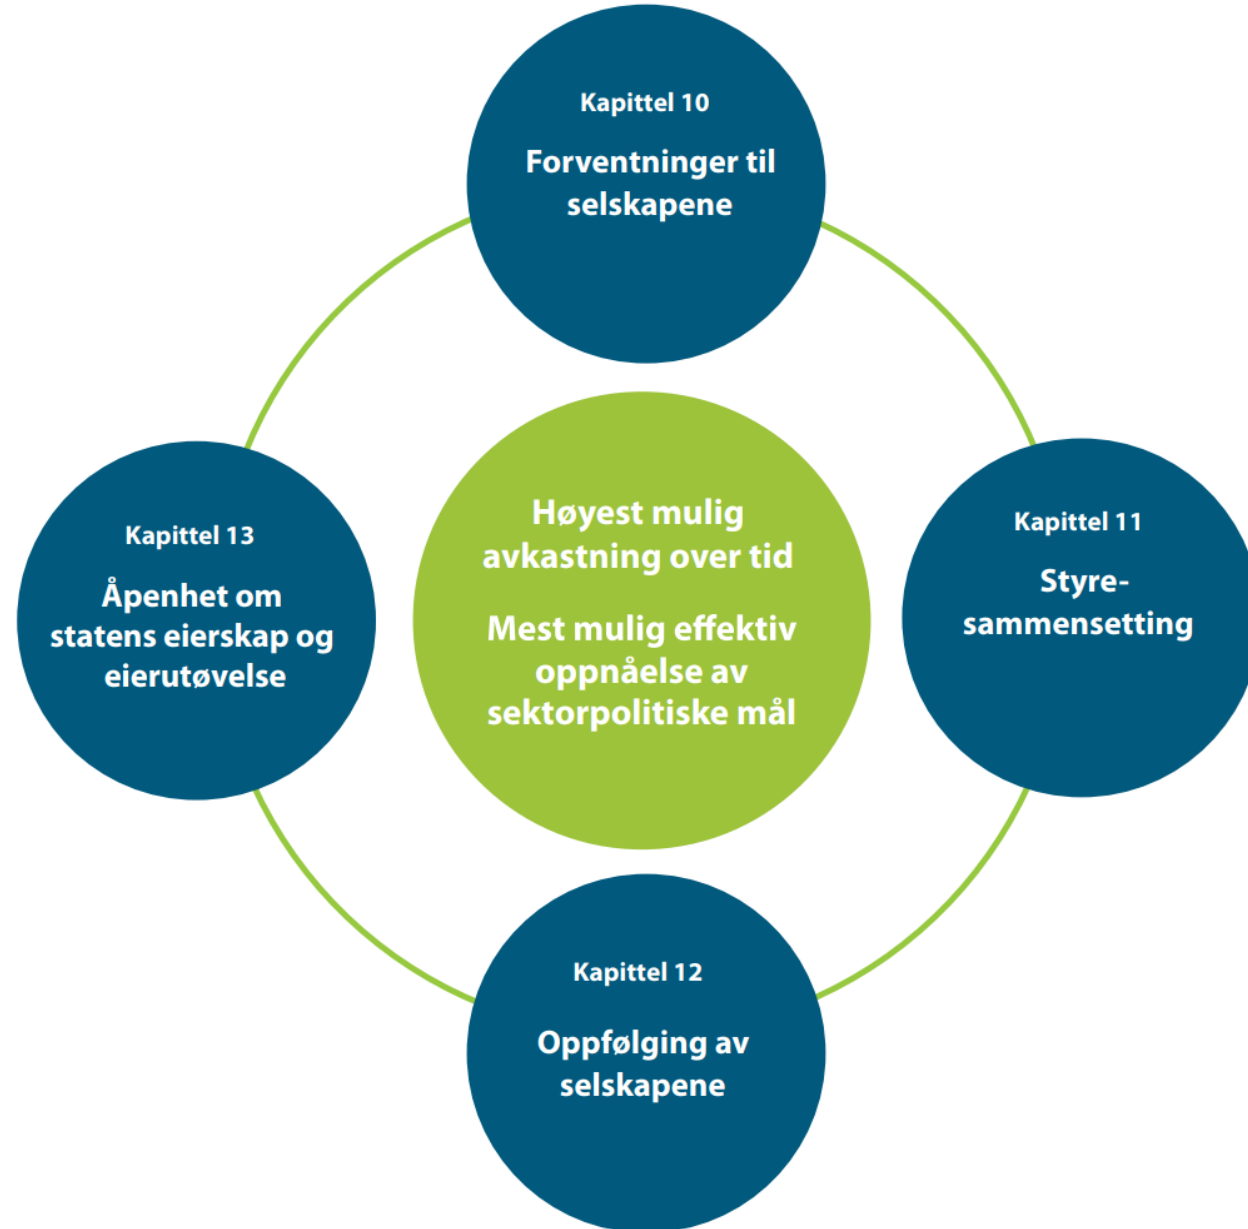 Kapittel 10
Forventninger til
selskapene
Kapittel 13
Åpenhet om
statens eierskap og
eierutøvelse
Høyest mulig
avkastning over tid
Mest mulig effektiv
oppnåelse av
sektorpolitiske mål
Kapittel 11
Styre-
sammensetting
Kapittel 12
Oppfølging av
selskapene